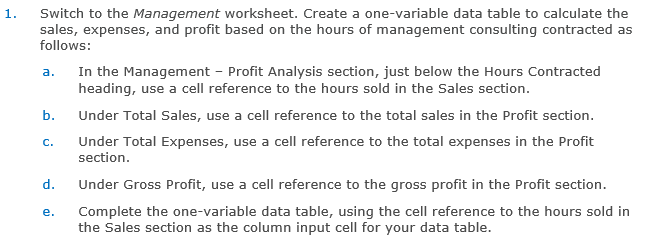 1. Switch to the Management worksheet. Create a one-variable data table to calculate the
sales, expenses, and profit based on the hours of management consulting contracted as
follows:
a. In the Management – Profit Analysis section, just below the Hours Contracted
heading, use a cell reference to the hours sold in the Sales section.
b. Under Total Sales, use a cell reference to the total sales in the Profit section.
c. Under Total Expenses, use a cell reference to the total expenses in the Profit
section.
d. Under Gross Profit, use a cell reference to the gross profit in the Profit section.
e. Complete the one-variable data table, using the cell reference to the hours sold in
the Sales section as the column input cell for your data table.